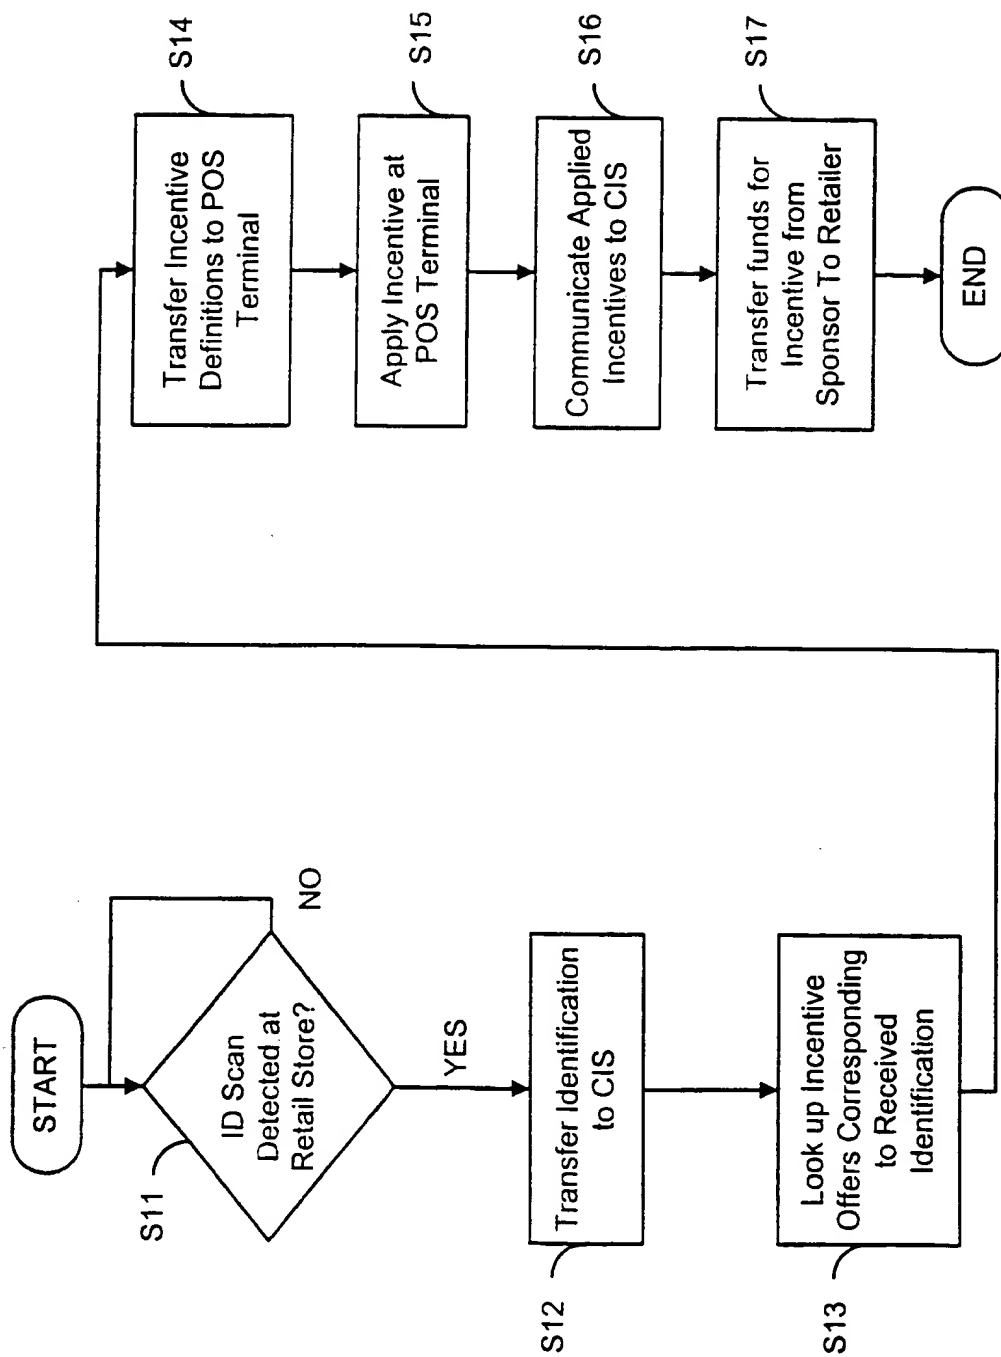 START
S11
ID Scan
Detected at
Retail Store?
NO
YES
S12
Transfer Identification
to CIS
S13
Look up Incentive
Offers Corresponding
to Received
Identification
S14
Transfer Incentive
Definitions to POS
Terminal
S15
Apply Incentive at
POS Terminal
S16
Communicate Applied
Incentives to CIS
S17
Transfer funds for
Incentive from
Sponsor To Retailer
END